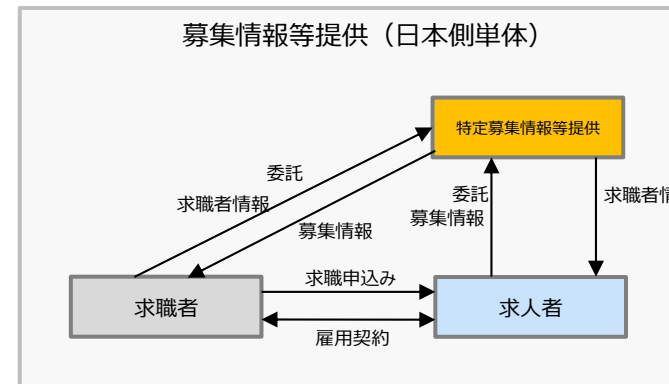 募集情報等提供（日本側単体）
特定募集情報等提供
委託
求職者情報
募集情報
委託
募集情報
求職者情
求職者
求職申込み
雇用契約
求人者